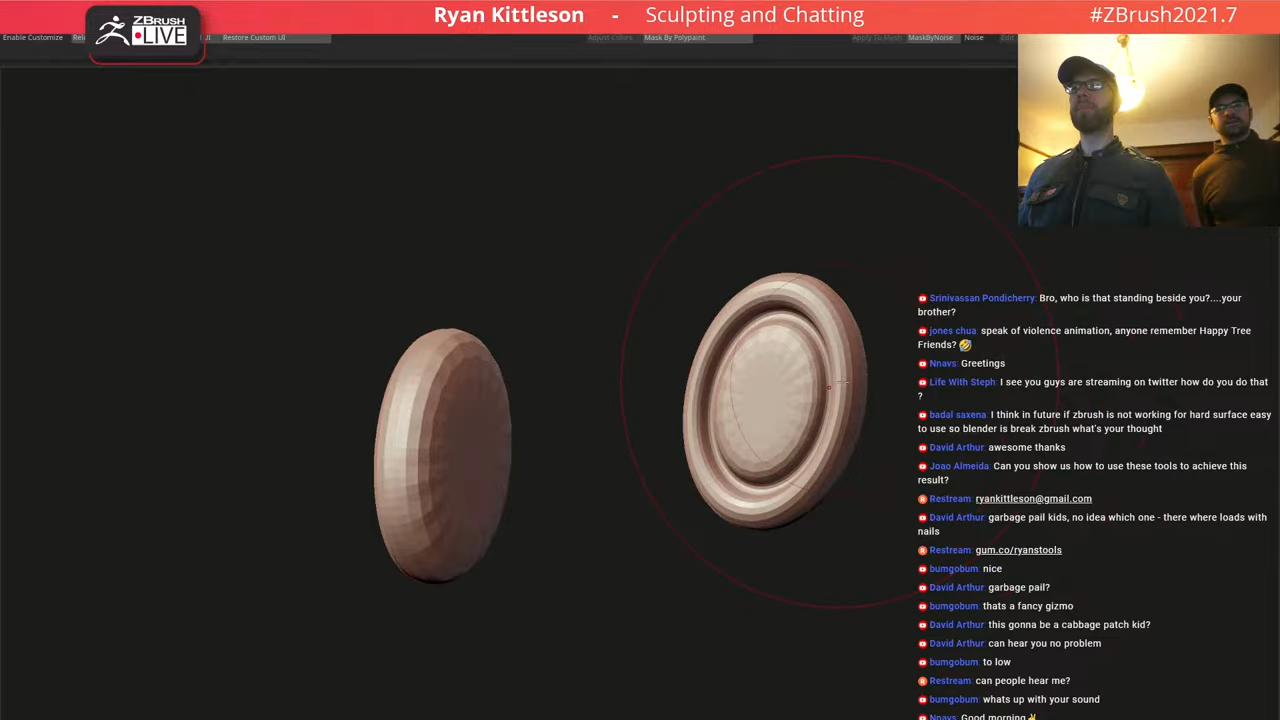 Ryan Kittleson - Sculpting and Chatting #ZBrush2021.7
ZBRUSH
LIVE
Enable Customize Restore Custom UI Adjust Colors Mask By Polypaint Apply To Mesh MaskByNoise Noise Edit
Srinivassan Pondicherry: Bro, who is that standing beside you?....your
brother?
jones chua: speak of violence animation, anyone remember Happy Tree
Friends? 🤣
Nnavs: Greetings
Life With Steph: I see you guys are streaming on twitter how do you do that
?
badal saxena: I think in future if zbrush is not working for hard surface easy
to use so blender is break zbrush what's your thought
David Arthur: awesome thanks
Joao Almeida: Can you show us how to use these tools to achieve this
result?
Restream: ryankittleson@gmail.com
David Arthur: garbage pail kids, no idea which one - there where loads with
nails
Restream: gum.co/ryanstools
bumgobum: nice
David Arthur: garbage pail?
bumgobum: thats a fancy gizmo
David Arthur: this gonna be a cabbage patch kid?
David Arthur: can hear you no problem
bumgobum: to low
Restream: can people hear me?
bumgobum: whats up with your sound
Nnavs: Good morning✌